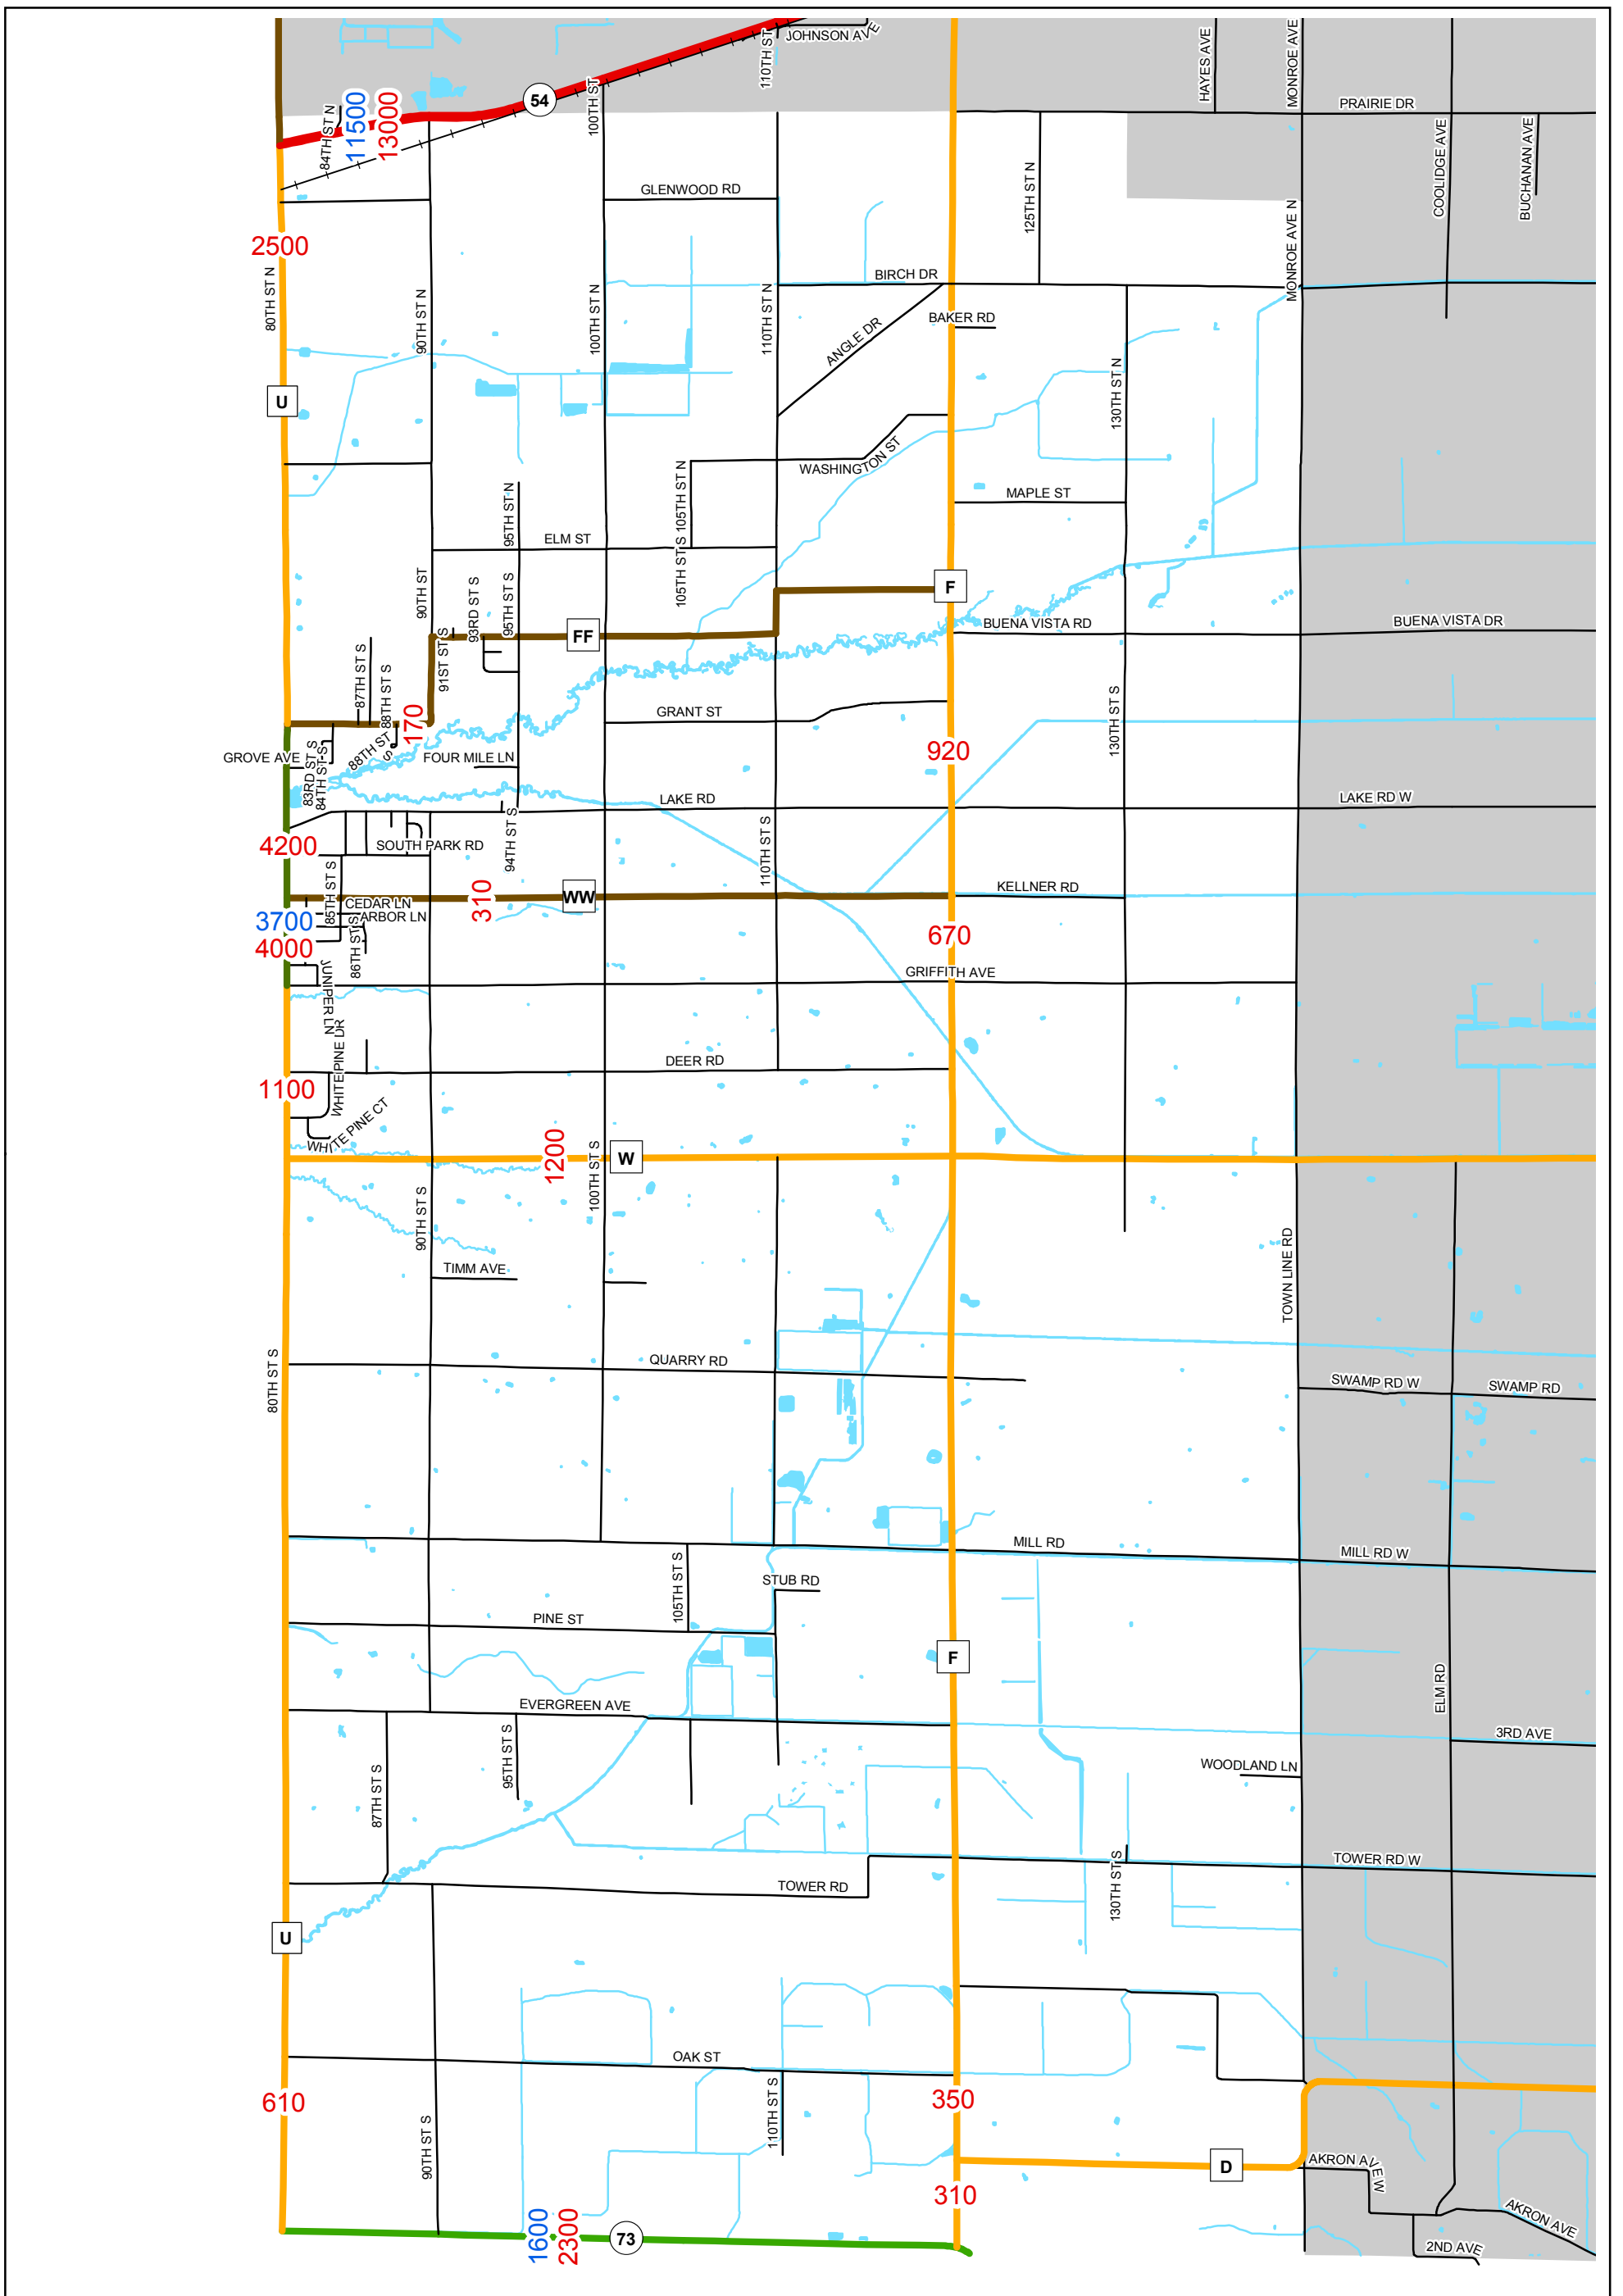 JOHNSON AVE
110TH ST
HAYES AVE
MONROE AVE
54
100TH ST
84TH ST N
11500
13000
PRAIRIE DR
COOLIDGE AVE
BUCHANAN AVE
125TH ST N
GLENWOOD RD
2500
80TH ST N
90TH ST N
100TH ST N
110TH ST N
BIRCH DR
MONROE AVE N
BAKER RD
ANGLE DR
130TH ST N
U
WASHINGTON ST
105TH ST N
95TH ST N
MAPLE ST
ELM ST
105TH ST S
90TH ST
93RD ST S
95TH ST S
F
FF
BUENA VISTA RD
BUENA VISTA DR
91ST ST S
87TH ST S
88TH ST S
170
GRANT ST
130TH ST S
GROVE AVE
83RD ST S
84TH ST S
88TH ST S
FOUR MILE LN
920
LAKE RD
LAKE RD W
4200
SOUTH PARK RD
94TH ST S
110TH ST S
85TH ST S
310
WW
KELLNER RD
CEDAR LN
ARBOR LN
3700
4000
86TH ST S
670
JUNIPER LN
GRIFFITH AVE
WHITE PINE DR
DEER RD
1100
WHITE PINE CT
1200
W
100TH ST S
90TH ST S
TIMM AVE
TOWN LINE RD
80TH ST S
QUARRY RD
SWAMP RD W
SWAMP RD
MILL RD
MILL RD W
105TH ST S
STUB RD
PINE ST
F
ELM RD
EVERGREEN AVE
3RD AVE
95TH ST S
WOODLAND LN
87TH ST S
TOWER RD W
TOWER RD
130TH ST S
U
OAK ST
610
110TH ST S
350
90TH ST S
D
AKRON AVE W
310
AKRON AVE
1600
2300
73
2ND AVE